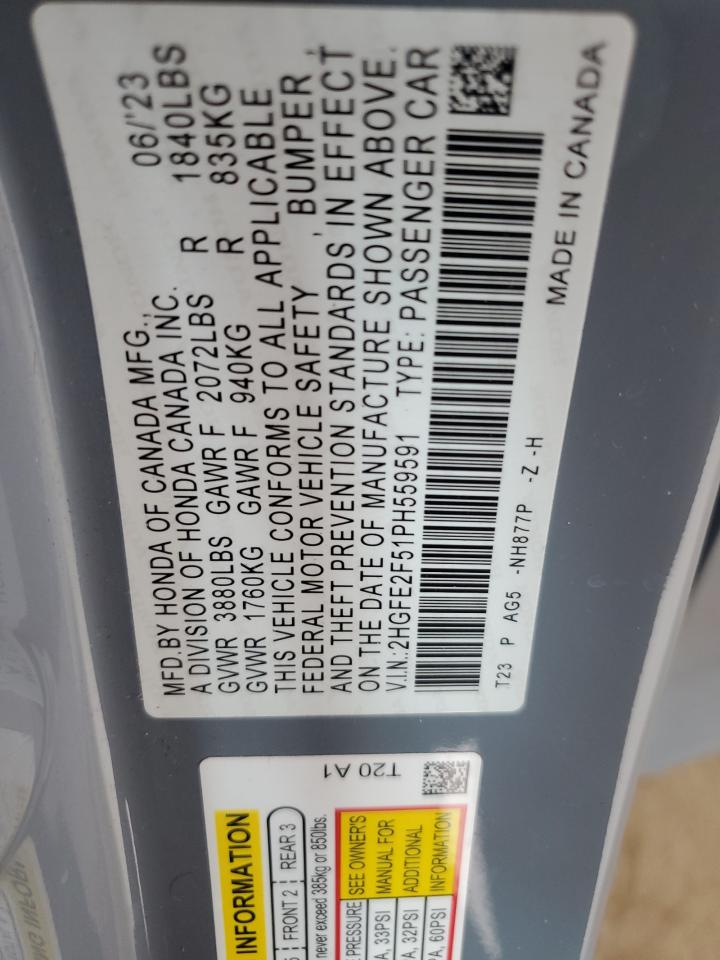 MFD.BY HONDA OF CANADA MFG., 06/'23
A DIVISION OF HONDA CANADA INC.
GVWR 3880LBS GAWR F 2072LBS R 1840LBS
GVWR 1760KG GAWR F 940KG R 835KG
THIS VEHICLE CONFORMS TO ALL APPLICABLE
FEDERAL MOTOR VEHICLE SAFETY , BUMPER ,
AND THEFT PREVENTION STANDARDS IN EFFECT
ON THE DATE OF MANUFACTURE SHOWN ABOVE.
V.I.N.:2HGFE2F51PH559591 TYPE: PASSENGER CAR
T23 P AG5 -NH877P -Z -H
MADE IN CANADA
T20 A1
INFORMATION
FRONT 2 REAR 3
never exceed 385kg or 850lbs.
PRESSURE SEE OWNER'S
33PSI MANUAL FOR
32PSI ADDITIONAL
60PSI INFORMATION